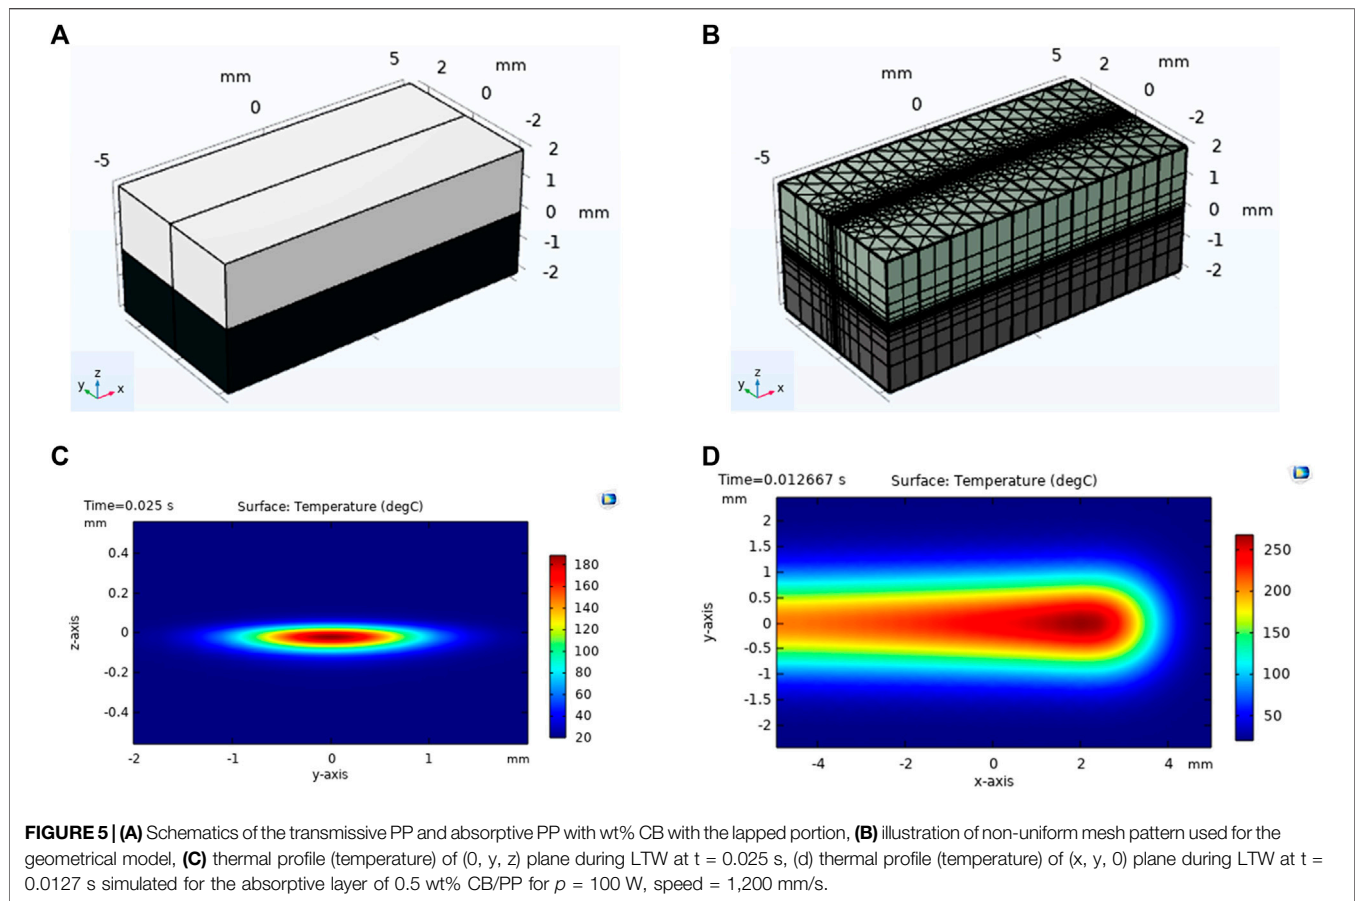 A
mm
5
2
mm
0
0
-5
-2
2
1
0
mm
-1
-2
z
y
x
B
mm
5
2
mm
0
0
-5
-2
2
1
0
mm
-1
-2
z
y
x
C
Time=0.025 s
Surface: Temperature (degC)
mm
0.4
0.2
0
-0.2
-0.4
z-axis
-2
-1
0
1
mm
y-axis
180
160
140
120
100
80
60
40
20
D
Time=0.012667 s
Surface: Temperature (degC)
mm
2
1.5
1
0.5
0
-0.5
-1
-1.5
-2
y-axis
-4
-2
0
2
4
mm
x-axis
250
200
150
100
50
FIGURE 5 | (A) Schematics of the transmissive PP and absorptive PP with wt% CB with the lapped portion, (B) illustration of non-uniform mesh pattern used for the
geometrical model, (C) thermal profile (temperature) of (0, y, z) plane during LTW at t = 0.025 s, (d) thermal profile (temperature) of (x, y, 0) plane during LTW at t =
0.0127 s simulated for the absorptive layer of 0.5 wt% CB/PP for p = 100 W, speed = 1,200 mm/s.